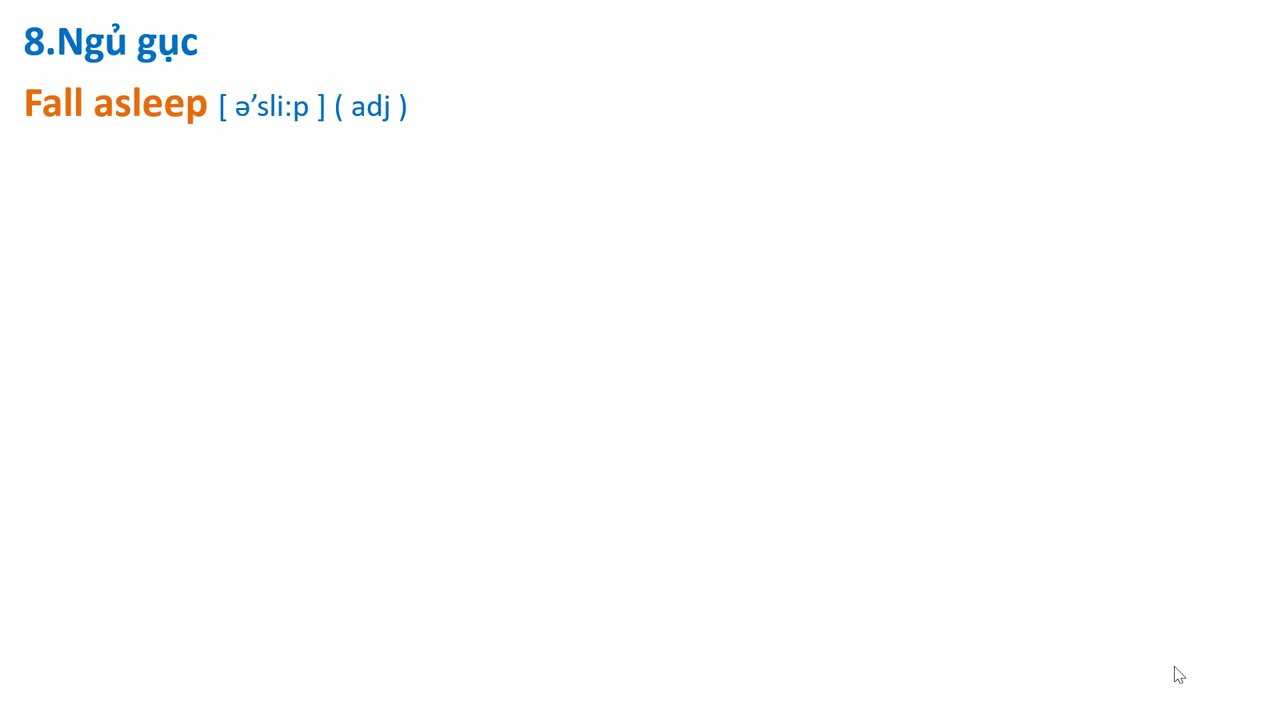 8.Ngủ gục
Fall asleep [ ə’sli:p ] ( adj )